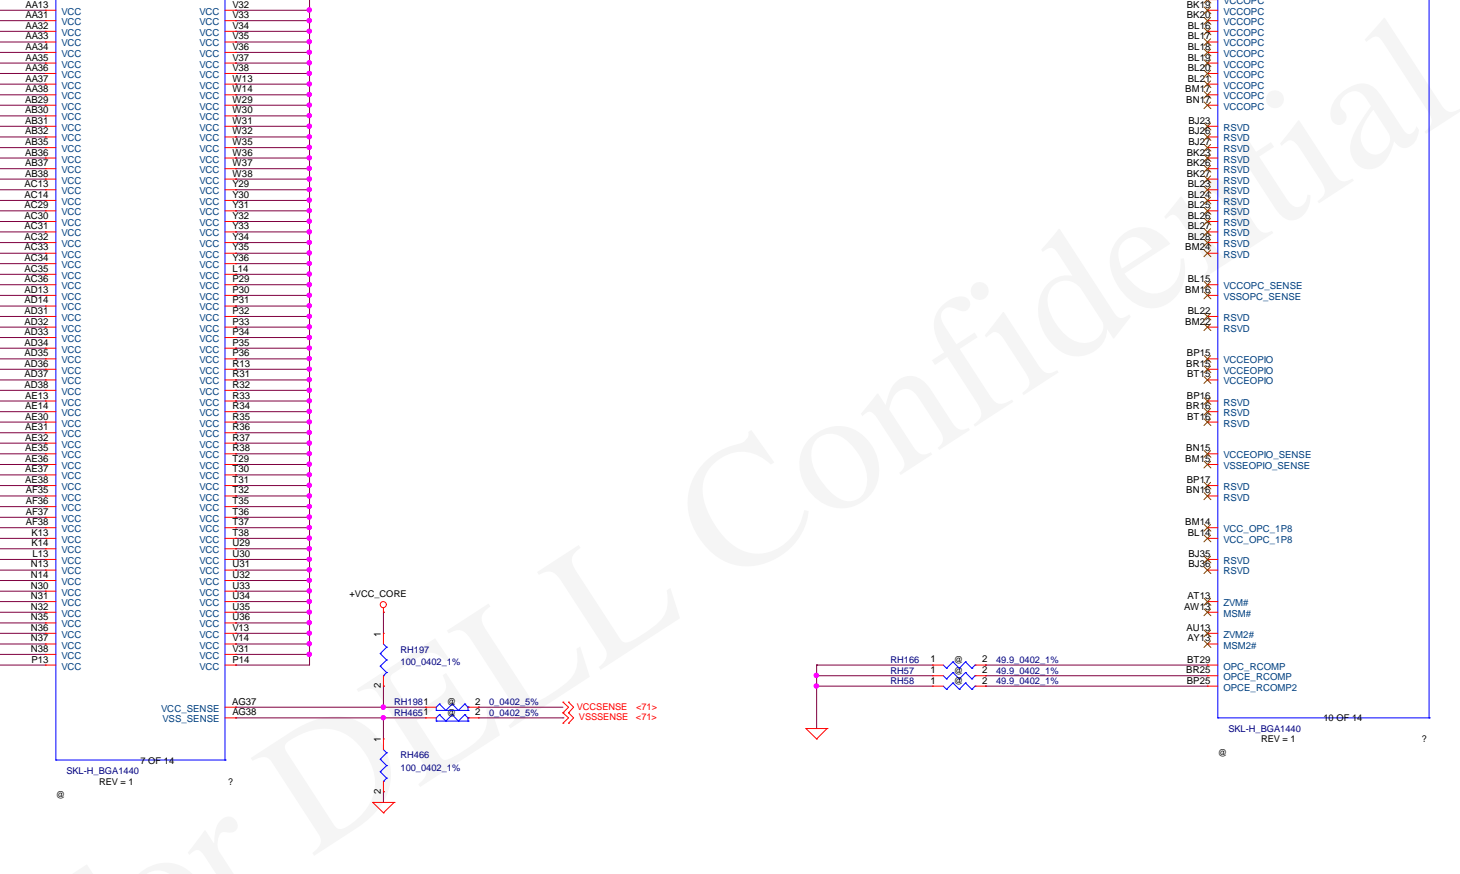 AA13 VCC VCC V32
AA31 VCC VCC V33
AA32 VCC VCC V34
AA33 VCC VCC V35
AA34 VCC VCC V36
AA35 VCC VCC V37
AA36 VCC VCC V38
AA37 VCC VCC W13
AA38 VCC VCC W14
AB29 VCC VCC W29
AB30 VCC VCC W30
AB31 VCC VCC W31
AB32 VCC VCC W32
AB35 VCC VCC W35
AB36 VCC VCC W36
AB37 VCC VCC W37
AB38 VCC VCC W38
AC13 VCC VCC Y29
AC14 VCC VCC Y30
AC29 VCC VCC Y31
AC30 VCC VCC Y32
AC31 VCC VCC Y33
AC32 VCC VCC Y34
AC33 VCC VCC Y35
AC34 VCC VCC Y36
AC35 VCC VCC L14
AC36 VCC VCC P29
AD13 VCC VCC P30
AD14 VCC VCC P31
AD31 VCC VCC P32
AD32 VCC VCC P33
AD33 VCC VCC P34
AD34 VCC VCC P35
AD35 VCC VCC P36
AD36 VCC VCC R13
AD37 VCC VCC R31
AD38 VCC VCC R32
AE13 VCC VCC R33
AE14 VCC VCC R34
AE30 VCC VCC R35
AE31 VCC VCC R36
AE32 VCC VCC R37
AE35 VCC VCC R38
AE36 VCC VCC T29
AE37 VCC VCC T30
AE38 VCC VCC T31
AF35 VCC VCC T32
AF36 VCC VCC T35
AF37 VCC VCC T36
AF38 VCC VCC T37
K13 VCC VCC T38
K14 VCC VCC U29
L13 VCC VCC U30
N13 VCC VCC U31
N14 VCC VCC U32
N30 VCC VCC U33
N31 VCC VCC U34
N32 VCC VCC U35
N35 VCC VCC U36
N36 VCC VCC V13
N37 VCC VCC V14
N38 VCC VCC V31
P13 VCC VCC P14
VCC_SENSE AG37
VSS_SENSE AG38
7 OF 14
SKL-H_BGA1440
REV = 1 ?
@
+VCC_CORE
1
RH197
100_0402_1%
2
RH198 1 @ 2 0_0402_5% VCCSENSE <71>
RH465 1 @ 2 0_0402_5% VSSSENSE <71>
1
RH466
100_0402_1%
2
VCCOPC
BK19 VCCOPC
BK20 VCCOPC
BL16 VCCOPC
BL17 VCCOPC
BL18 VCCOPC
BL19 VCCOPC
BL20 VCCOPC
BL21 VCCOPC
BM17 VCCOPC
BN17 VCCOPC
BJ23 RSVD
BJ26 RSVD
BJ27 RSVD
BK23 RSVD
BK26 RSVD
BK27 RSVD
BL23 RSVD
BL24 RSVD
BL25 RSVD
BL26 RSVD
BL27 RSVD
BL28 RSVD
BM24 RSVD
BL15 VCCOPC_SENSE
BM16 VSSOPC_SENSE
BL22 RSVD
BM22 RSVD
BP15 VCCEOPIO
BR15 VCCEOPIO
BT15 VCCEOPIO
BP16 RSVD
BR16 RSVD
BT16 RSVD
BN15 VCCEOPIO_SENSE
BM15 VSSEOPIO_SENSE
BP17 RSVD
BN16 RSVD
BM14 VCC_OPC_1P8
BL14 VCC_OPC_1P8
BJ35 RSVD
BJ36 RSVD
AT13 ZVM#
AW13 MSM#
AU13 ZVM2#
AY13 MSM2#
RH166 1 @ 2 49.9_0402_1% BT29 OPC_RCOMP
RH57 1 @ 2 49.9_0402_1% BR25 OPCE_RCOMP
RH58 1 @ 2 49.9_0402_1% BP25 OPCE_RCOMP2
10 OF 14
SKL-H_BGA1440
REV = 1 ?
@
for DELL Confidential